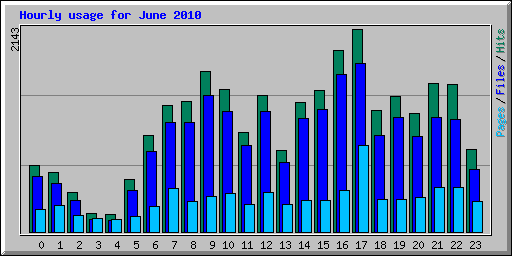 Hourly usage for June 2010
2143
Pages / Files / Hits
0 1 2 3 4 5 6 7 8 9 10 11 12 13 14 15 16 17 18 19 20 21 22 23